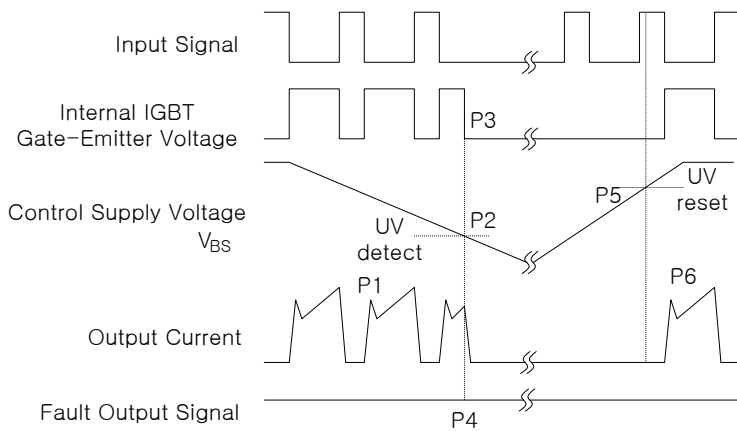 Input Signal
Internal IGBT
Gate-Emitter Voltage
P3
Control Supply Voltage
V_BS
UV
detect
P2
P5
UV
reset
P1
P6
Output Current
Fault Output Signal
P4